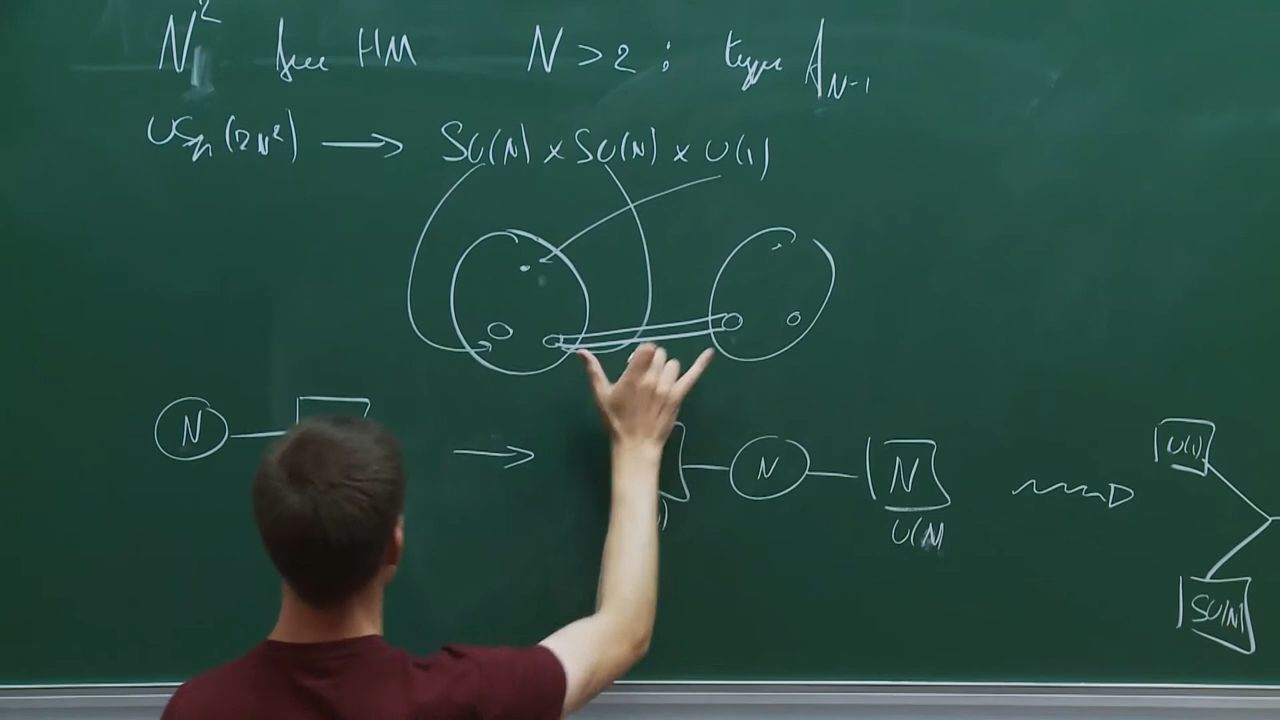 N² free HM N > 2 : type A_{N-1}
USp(2N²) → SU(N) × SU(N) × U(1)
N → N N
U(N)
U(1)
SU(N)